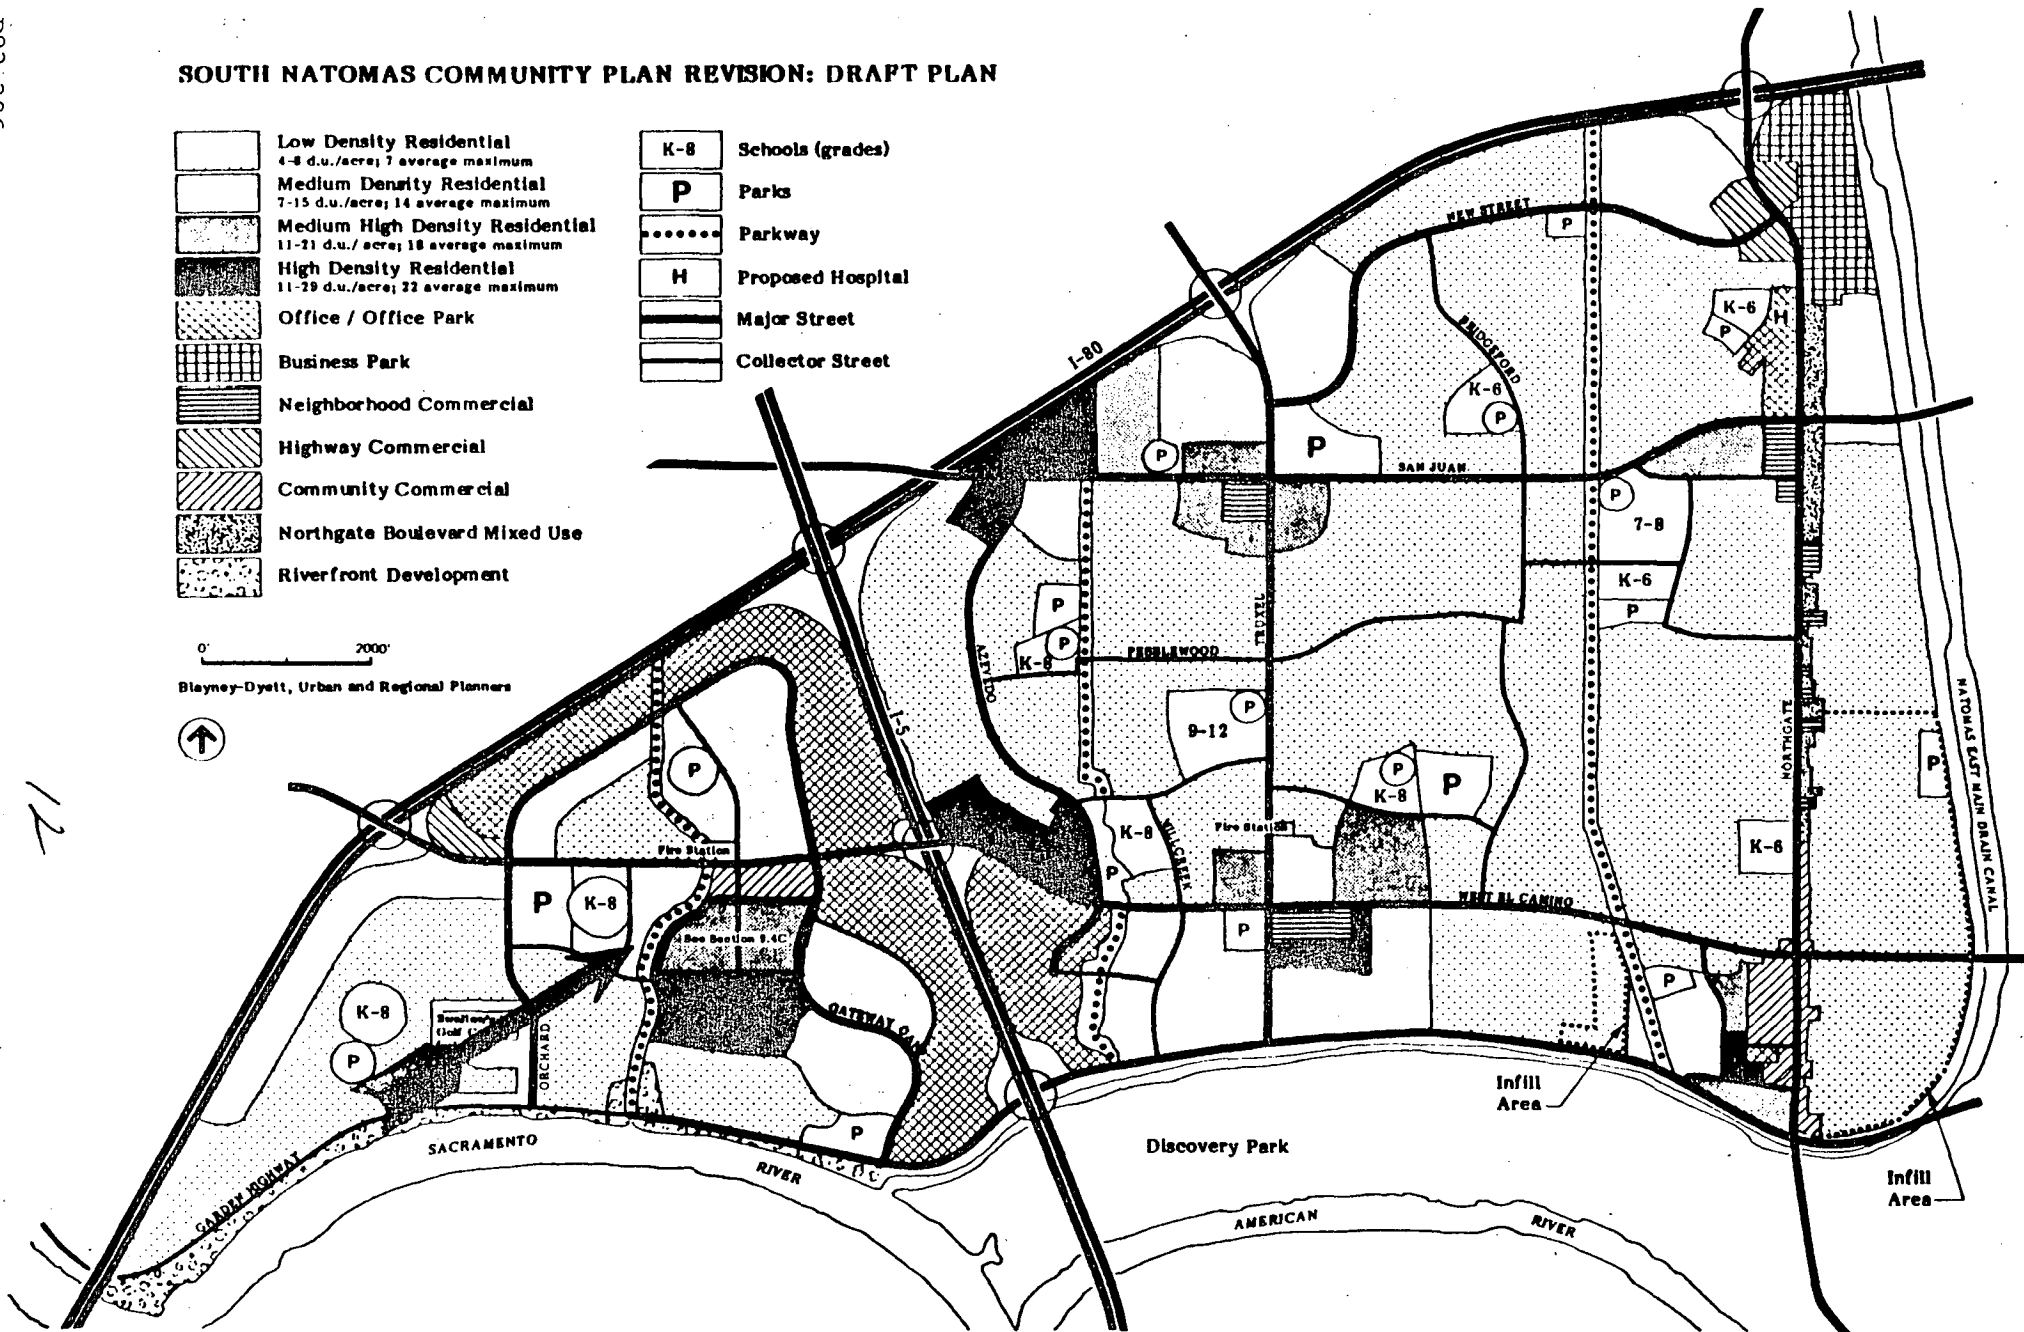 SOUTH NATOMAS COMMUNITY PLAN REVISION: DRAFT PLAN
Low Density Residential
4-8 d.u./acre; 7 average maximum
Medium Density Residential
7-15 d.u./acre; 14 average maximum
Medium High Density Residential
11-21 d.u./ acre; 18 average maximum
High Density Residential
11-29 d.u./acre; 22 average maximum
Office / Office Park
Business Park
Neighborhood Commercial
Highway Commercial
Community Commercial
Northgate Boulevard Mixed Use
Riverfront Development
K-8 Schools (grades)
P Parks
Parkway
H Proposed Hospital
Major Street
Collector Street
0' 2000'
Blayney-Dyett, Urban and Regional Planners
12
I-80
NEW STREET
P
BRIDGEFORD
K-6
P
K-6
P
H
P
P
SAN JUAN
P
7-8
K-6
P
P
P
K-8
AZEVEDO
PEBBLEWOOD
TRUXEL
I-5
9-12
P
P
K-8
P
NORTHGATE
NATOMAS EAST MAIN DRAIN CANAL
P
K-6
P
Fire Station
K-8
P
MILLCREEK
Fire Station
WEST EL CAMINO
P
K-8
See Section 9.4C
P
P
K-8
P
Golf
ORCHARD
GATEWAY
P
GARDEN HIGHWAY
SACRAMENTO
RIVER
Discovery Park
Infill
Area
Infill
Area
AMERICAN
RIVER